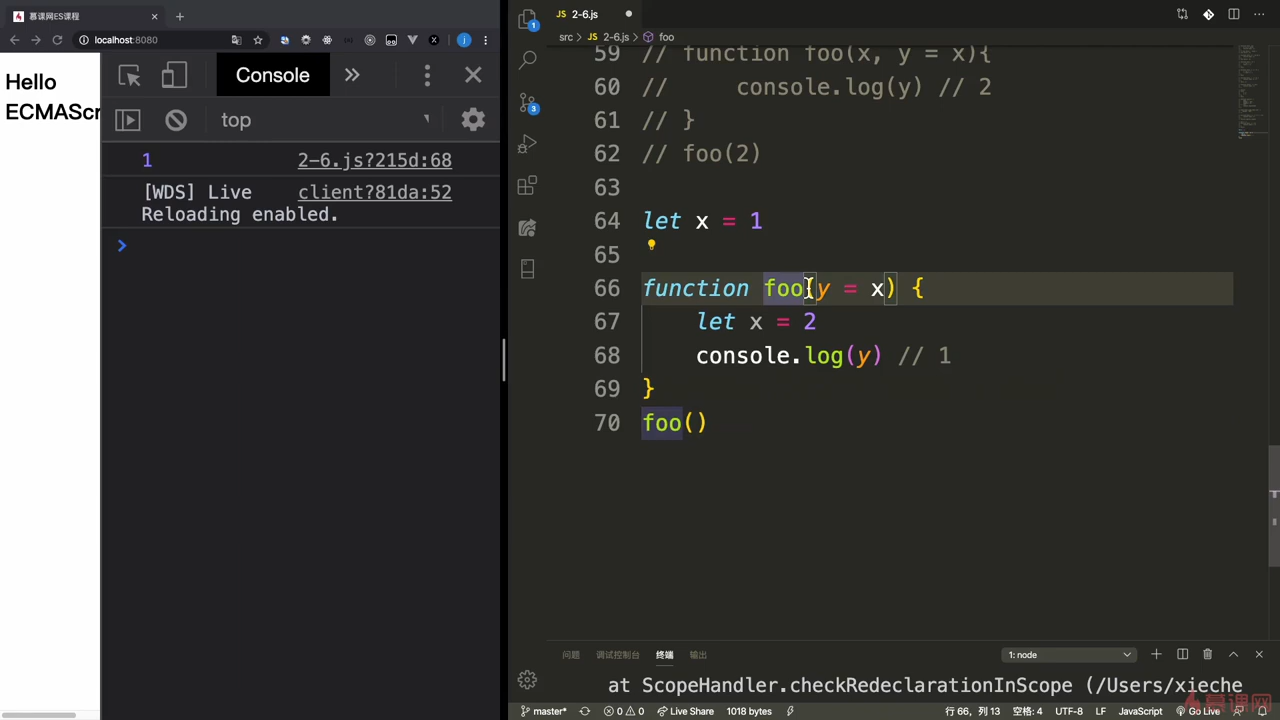 慕课网ES课程
localhost:8080
Hello
ECMAScr
Console
top
1 2-6.js?215d:68
[WDS] Live client?81da:52
Reloading enabled.
2-6.js
src > 2-6.js > foo
59 // function foo(x, y = x){
60 //     console.log(y) // 2
61 // }
62 // foo(2)
63
64 let x = 1
65
66 function foo(y = x) {
67     let x = 2
68     console.log(y) // 1
69 }
70 foo()
问题 调试控制台 终端 输出 1: node
at ScopeHandler.checkRedeclarationInScope (/Users/xieche
master* 0 0 Live Share 1018 bytes 行 66, 列 13 空格: 4 UTF-8 LF JavaScript Go Live
慕课网